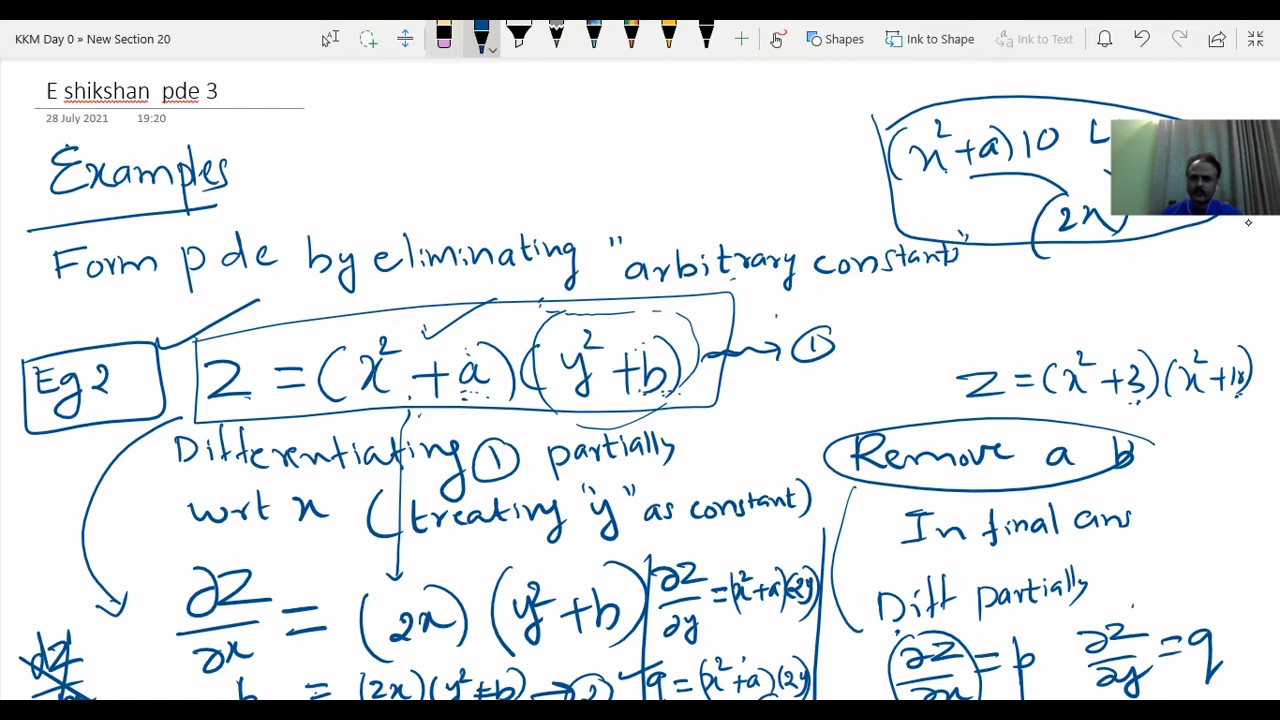 KKM Day 0 » New Section 20
Shapes
Ink to Shape
Ink to Text
E shikshan pde 3
28 July 2021 19:20
Examples
(x²+a)10
(2x)
Form pde by eliminating "arbitrary constants"
Eg 2
z = (x² + a)(y² + b) → ①
z = (x² + 3)(x² + 10)
Differentiating ① partially
wrt x (treating "y" as constant)
Remove a b
In final ans
Diff partially
∂z/∂x = (2x)(y² + b)
∂z/∂y = (x² + a)(2y)
∂z/∂x = p ∂z/∂y = q
p = (2x)(y² + b) → ②
q = (x² + a)(2y)